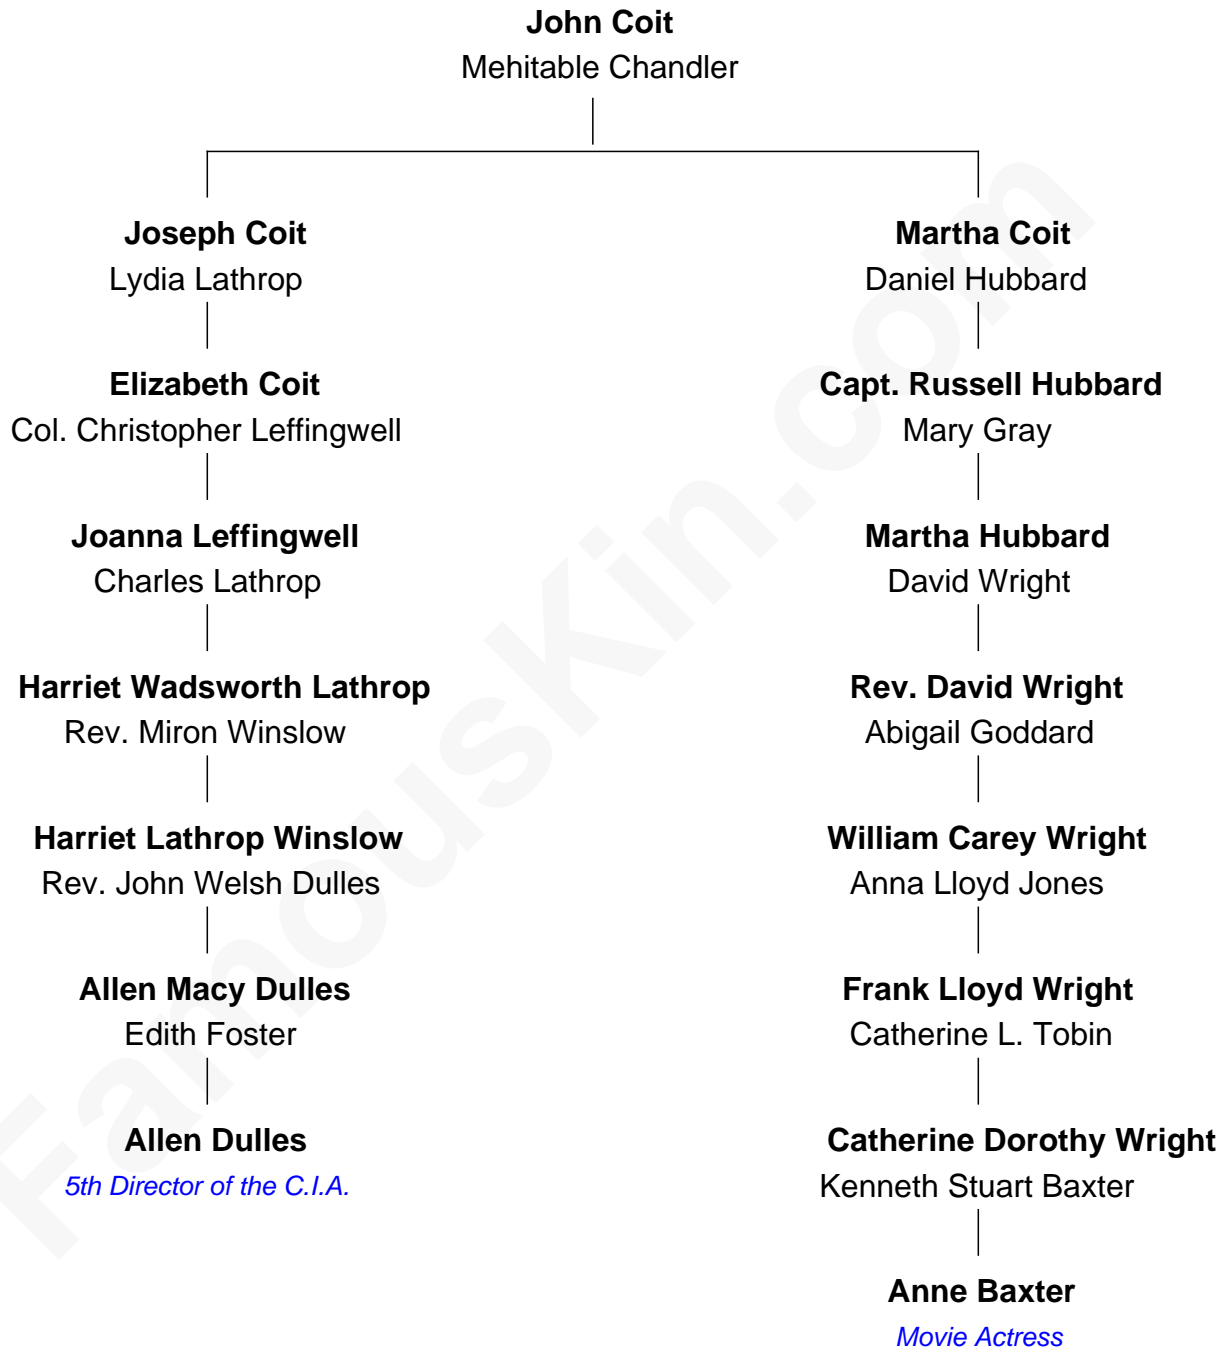 John Coit
Mehitable Chandler
Joseph Coit
Lydia Lathrop
Elizabeth Coit
Col. Christopher Leffingwell
Joanna Leffingwell
Charles Lathrop
Harriet Wadsworth Lathrop
Rev. Miron Winslow
Harriet Lathrop Winslow
Rev. John Welsh Dulles
Allen Macy Dulles
Edith Foster
Allen Dulles
5th Director of the C.I.A.
Martha Coit
Daniel Hubbard
Capt. Russell Hubbard
Mary Gray
Martha Hubbard
David Wright
Rev. David Wright
Abigail Goddard
William Carey Wright
Anna Lloyd Jones
Frank Lloyd Wright
Catherine L. Tobin
Catherine Dorothy Wright
Kenneth Stuart Baxter
Anne Baxter
Movie Actress
FamousKin.com